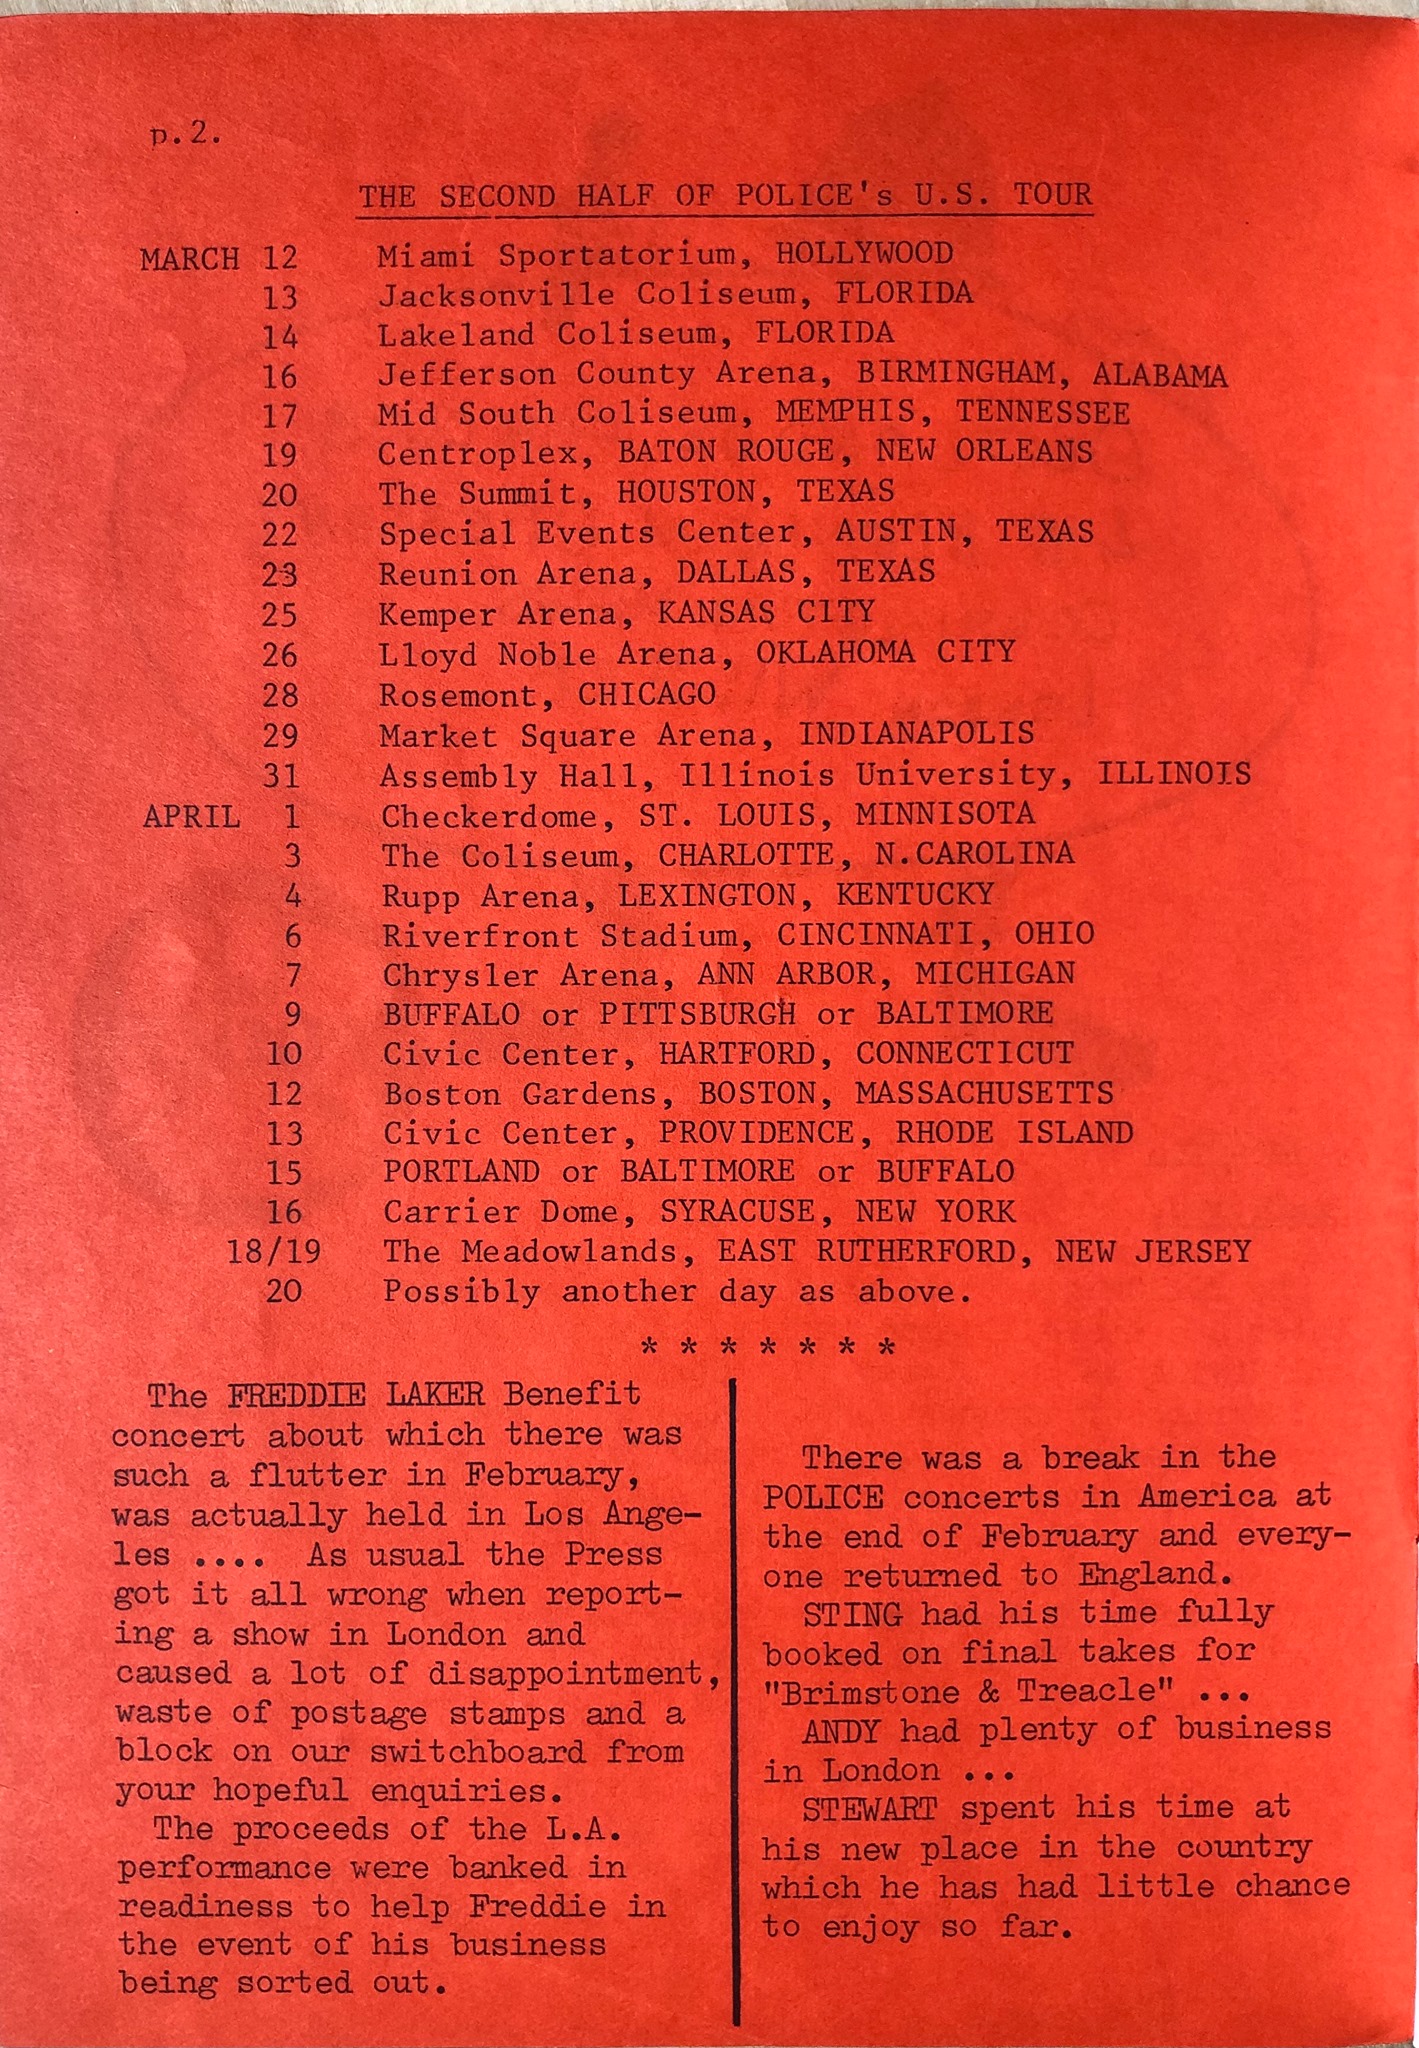 p.2.
THE SECOND HALF OF POLICE's U.S. TOUR
MARCH 12 Miami Sportatorium, HOLLYWOOD
13 Jacksonville Coliseum, FLORIDA
14 Lakeland Coliseum, FLORIDA
16 Jefferson County Arena, BIRMINGHAM, ALABAMA
17 Mid South Coliseum, MEMPHIS, TENNESSEE
19 Centroplex, BATON ROUGE, NEW ORLEANS
20 The Summit, HOUSTON, TEXAS
22 Special Events Center, AUSTIN, TEXAS
23 Reunion Arena, DALLAS, TEXAS
25 Kemper Arena, KANSAS CITY
26 Lloyd Noble Arena, OKLAHOMA CITY
28 Rosemont, CHICAGO
29 Market Square Arena, INDIANAPOLIS
31 Assembly Hall, Illinois University, ILLINOIS
APRIL 1 Checkerdome, ST. LOUIS, MINNISOTA
3 The Coliseum, CHARLOTTE, N.CAROLINA
4 Rupp Arena, LEXINGTON, KENTUCKY
6 Riverfront Stadium, CINCINNATI, OHIO
7 Chrysler Arena, ANN ARBOR, MICHIGAN
9 BUFFALO or PITTSBURGH or BALTIMORE
10 Civic Center, HARTFORD, CONNECTICUT
12 Boston Gardens, BOSTON, MASSACHUSETTS
13 Civic Center, PROVIDENCE, RHODE ISLAND
15 PORTLAND or BALTIMORE or BUFFALO
16 Carrier Dome, SYRACUSE, NEW YORK
18/19 The Meadowlands, EAST RUTHERFORD, NEW JERSEY
20 Possibly another day as above.
* * * * * * *
The FREDDIE LAKER Benefit
concert about which there was
such a flutter in February,
was actually held in Los Ange-
les .... As usual the Press
got it all wrong when report-
ing a show in London and
caused a lot of disappointment,
waste of postage stamps and a
block on our switchboard from
your hopeful enquiries.
The proceeds of the L.A.
performance were banked in
readiness to help Freddie in
the event of his business
being sorted out.
There was a break in the
POLICE concerts in America at
the end of February and every-
one returned to England.
STING had his time fully
booked on final takes for
"Brimstone & Treacle" ...
ANDY had plenty of business
in London ...
STEWART spent his time at
his new place in the country
which he has had little chance
to enjoy so far.